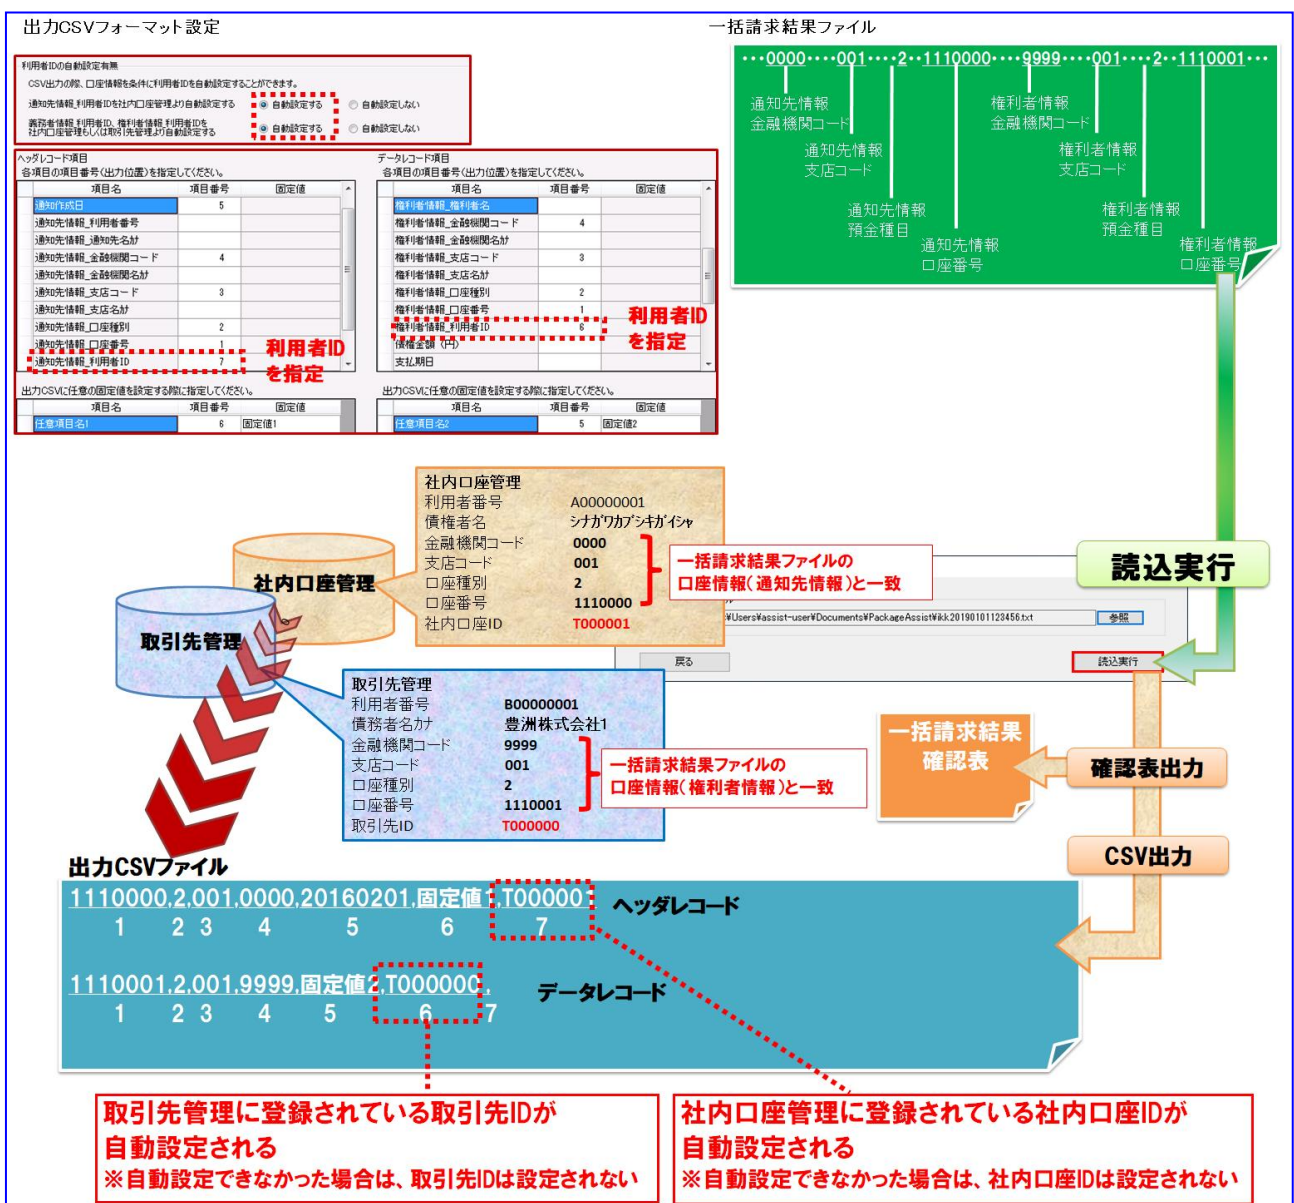 出力CSVフォーマット設定
利用者IDの自動設定有無
CSV出力の際、口座情報を条件に利用者IDを自動設定することができます。
通知先情報_利用者IDを社内口座管理より自動設定する 自動設定する 自動設定しない
義務者情報_利用者ID、権利者情報_利用者IDを
社内口座管理もしくは取引先管理より自動設定する 自動設定する 自動設定しない
ヘッダレコード項目
各項目の項目番号(出力位置)を指定してください。
項目名 項目番号 固定値
通知作成日 5
通知先情報_利用者番号
通知先情報_通知先名ｶﾅ
通知先情報_金融機関コード 4
通知先情報_金融機関名ｶﾅ
通知先情報_支店コード 3
通知先情報_支店名ｶﾅ
通知先情報_口座種別 2
通知先情報_口座番号 1
通知先情報_利用者ID 7
利用者ID
を指定
出力CSVに任意の固定値を設定する際に指定してください。
項目名 項目番号 固定値
任意項目名1 6 固定値1
データレコード項目
各項目の項目番号(出力位置)を指定してください。
項目名 項目番号 固定値
権利者情報_権利者名
権利者情報_金融機関コード 4
権利者情報_金融機関名ｶﾅ
権利者情報_支店コード 3
権利者情報_支店名ｶﾅ
権利者情報_口座種別 2
権利者情報_口座番号 1
権利者情報_利用者ID 6
債権金額（円）
支払期日
利用者ID
を指定
出力CSVに任意の固定値を設定する際に指定してください。
項目名 項目番号 固定値
任意項目名2 5 固定値2
一括請求結果ファイル
･･･0000････001････2･･1110000････9999････001････2･･1110001･･･
通知先情報
金融機関コード
通知先情報
支店コード
通知先情報
預金種目
通知先情報
口座番号
権利者情報
金融機関コード
権利者情報
支店コード
権利者情報
預金種目
権利者情報
口座番号
読込実行
社内口座管理
取引先管理
社内口座管理
利用者番号 A00000001
債権者名 ｼﾅｶﾞﾜｶﾌﾞｼｷｶﾞｲｼｬ
金融機関コード 0000
支店コード 001
口座種別 2
口座番号 1110000
社内口座ID T000001
一括請求結果ファイルの
口座情報（通知先情報）と一致
¥Users¥assist-user¥Documents¥PackageAssist¥ikk20190101123456.txt 参照
戻る 読込実行
取引先管理
利用者番号 B00000001
債務者名カナ 豊洲株式会社1
金融機関コード 9999
支店コード 001
口座種別 2
口座番号 1110001
取引先ID T000000
一括請求結果ファイルの
口座情報（権利者情報）と一致
一括請求結果
確認表
確認表出力
CSV出力
出力CSVファイル
1110000,2,001,0000,20160201,固定値1,T000001
1 2 3 4 5 6 7
ヘッダレコード
1110001,2,001,9999,固定値2,T000000,
1 2 3 4 5 6 7
データレコード
取引先管理に登録されている取引先IDが
自動設定される
※自動設定できなかった場合は、取引先IDは設定されない
社内口座管理に登録されている社内口座IDが
自動設定される
※自動設定できなかった場合は、社内口座IDは設定されない